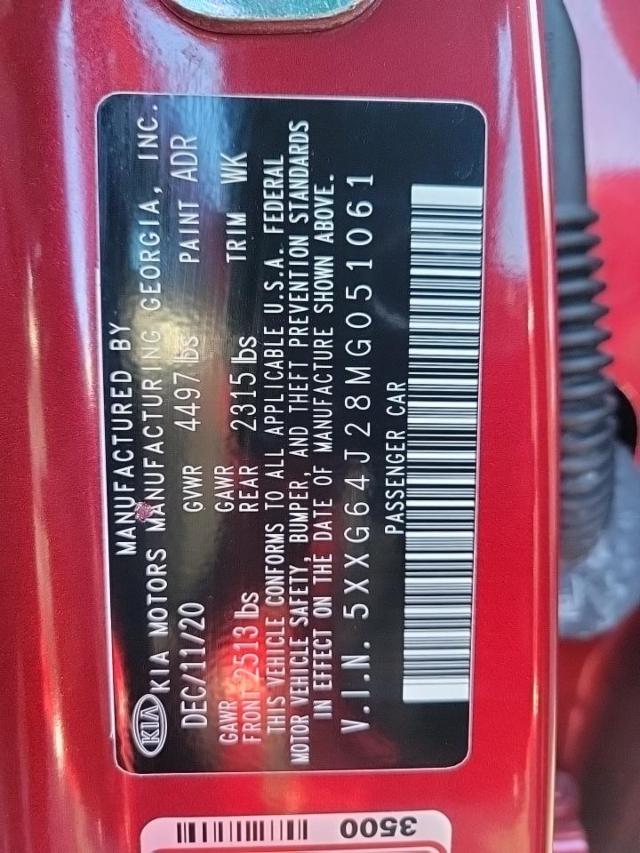 MANUFACTURED BY
KIA KIA MOTORS MANUFACTURING GEORGIA, INC.
DEC/11/20 GVWR 4497 lbs PAINT ADR
GAWR FRONT 2513 lbs GAWR REAR 2315 lbs TRIM WK
THIS VEHICLE CONFORMS TO ALL APPLICABLE U.S.A. FEDERAL
MOTOR VEHICLE SAFETY, BUMPER, AND THEFT PREVENTION STANDARDS
IN EFFECT ON THE DATE OF MANUFACTURE SHOWN ABOVE.
V.I.N. 5XXG64J28MG051061
PASSENGER CAR
3500